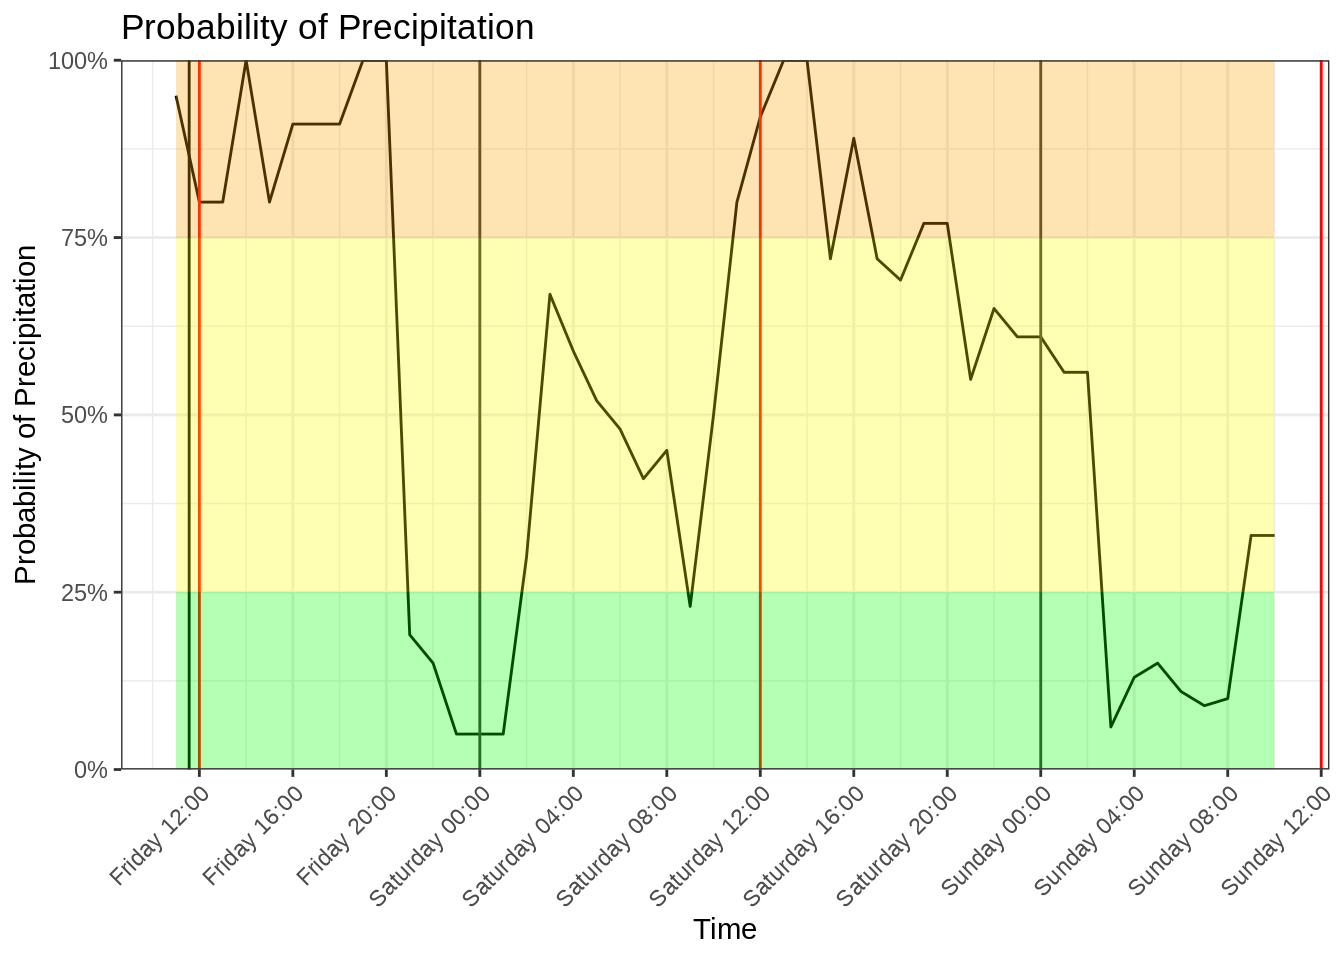 Probability of Precipitation
Probability of Precipitation
100%
75%
50%
25%
0%
Friday 12:00
Friday 16:00
Friday 20:00
Saturday 00:00
Saturday 04:00
Saturday 08:00
Saturday 12:00
Saturday 16:00
Saturday 20:00
Sunday 00:00
Sunday 04:00
Sunday 08:00
Sunday 12:00
Time